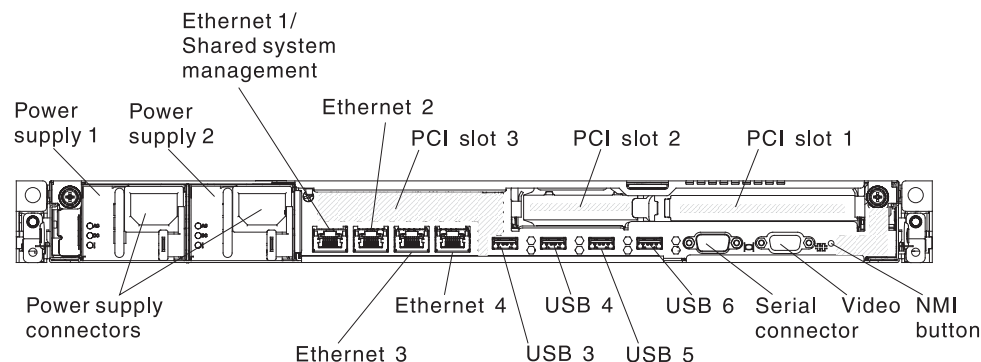 Ethernet 1/
Shared system
management
Ethernet 2
Power
supply 1
Power
supply 2
PCI slot 3
PCI slot 2
PCI slot 1
Power supply
connectors
Ethernet 3
Ethernet 4
USB 3
USB 4
USB 5
USB 6
Serial
connector
Video
NMI
button